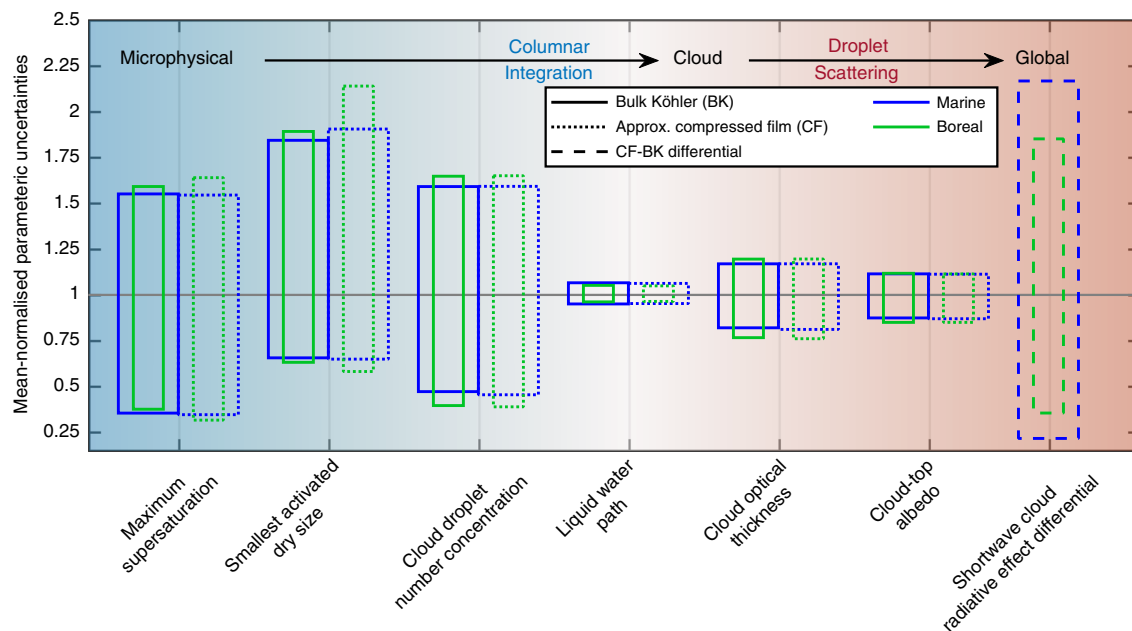 2.5
2.25
2
1.75
1.5
1.25
1
0.75
0.5
0.25
Mean-normalised parametric uncertainties
Microphysical
Columnar
Integration
Cloud
Droplet
Scattering
Global
Bulk Köhler (BK)
Approx. compressed film (CF)
CF-BK differential
Marine
Boreal
Maximum
supersaturation
Smallest activated
dry size
Cloud droplet
number concentration
Liquid water
path
Cloud optical
thickness
Cloud-top
albedo
Shortwave cloud
radiative effect differential